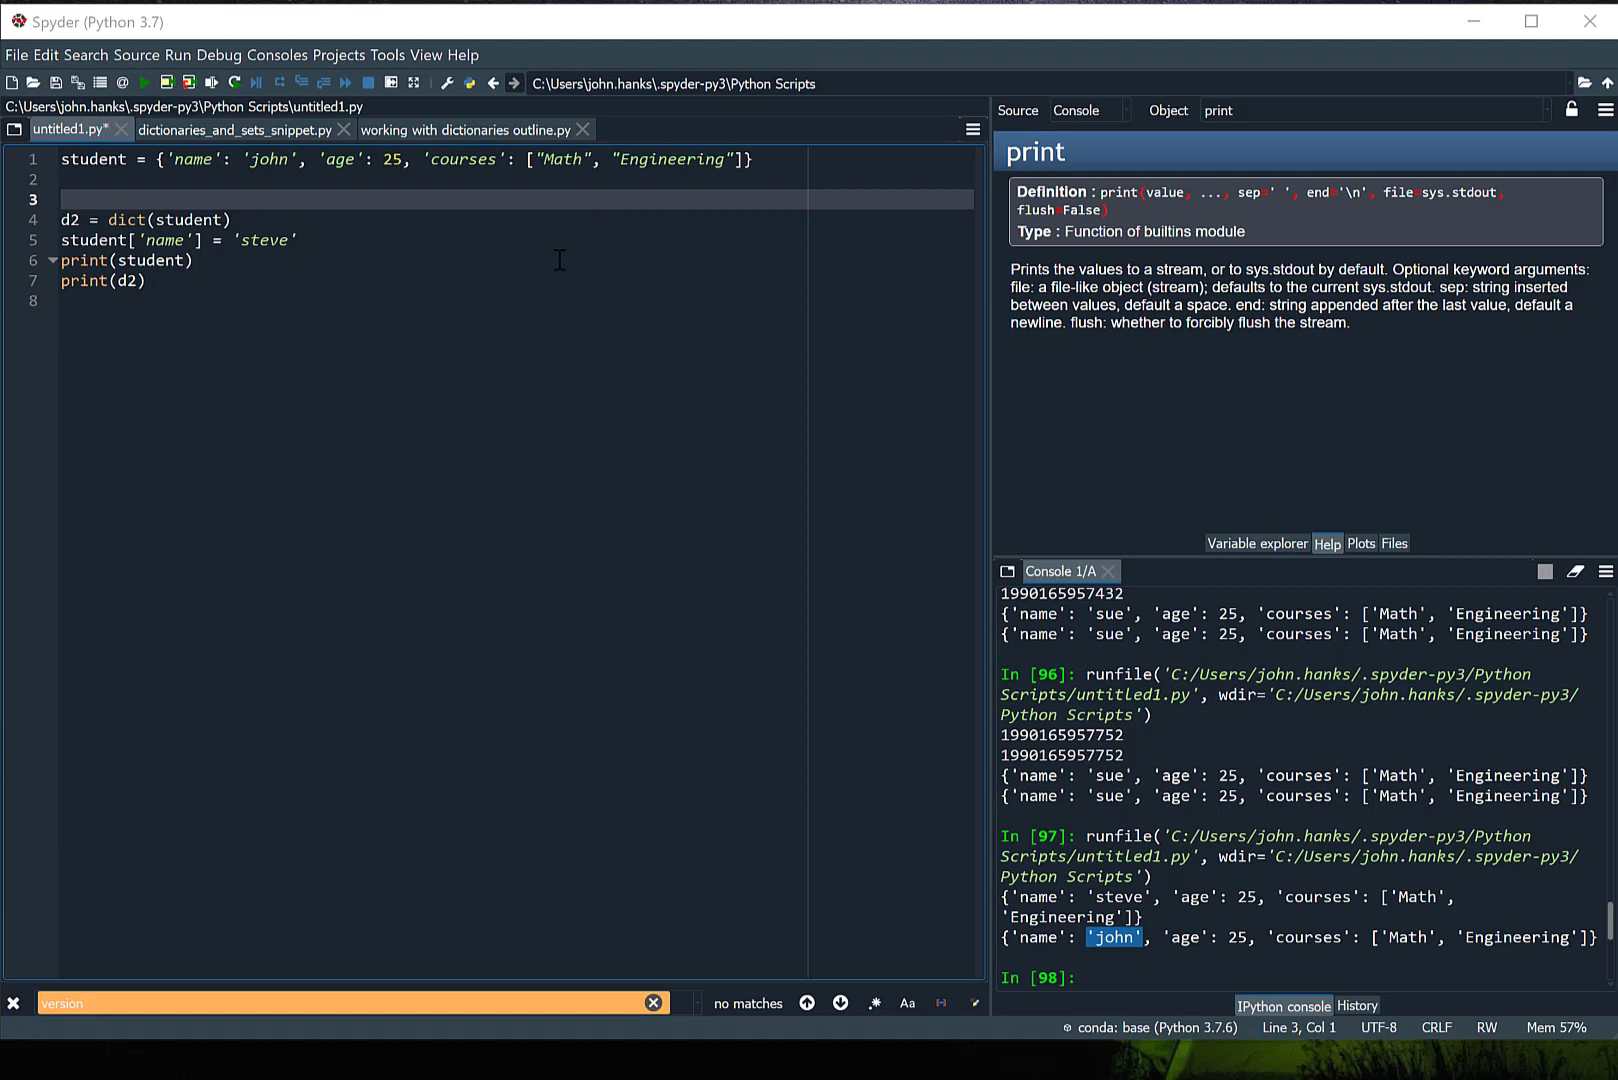 Spyder (Python 3.7)
File Edit Search Source Run Debug Consoles Projects Tools View Help
C:\Users\john.hanks\.spyder-py3\Python Scripts
C:\Users\john.hanks\.spyder-py3\Python Scripts\untitled1.py
untitled1.py*
dictionaries_and_sets_snippet.py
working with dictionaries outline.py
1 student = {'name': 'john', 'age': 25, 'courses': ["Math", "Engineering"]}
2
3
4 d2 = dict(student)
5 student['name'] = 'steve'
6 print(student)
7 print(d2)
8
version
no matches
Aa
Source Console Object print
print
Definition : print(value, ..., sep=' ', end='\n', file=sys.stdout,
flush=False)
Type : Function of builtins module
Prints the values to a stream, or to sys.stdout by default. Optional keyword arguments:
file: a file-like object (stream); defaults to the current sys.stdout. sep: string inserted
between values, default a space. end: string appended after the last value, default a
newline. flush: whether to forcibly flush the stream.
Variable explorer Help Plots Files
Console 1/A
1990165957432
{'name': 'sue', 'age': 25, 'courses': ['Math', 'Engineering']}
{'name': 'sue', 'age': 25, 'courses': ['Math', 'Engineering']}
In [96]: runfile('C:/Users/john.hanks/.spyder-py3/Python
Scripts/untitled1.py', wdir='C:/Users/john.hanks/.spyder-py3/
Python Scripts')
1990165957752
1990165957752
{'name': 'sue', 'age': 25, 'courses': ['Math', 'Engineering']}
{'name': 'sue', 'age': 25, 'courses': ['Math', 'Engineering']}
In [97]: runfile('C:/Users/john.hanks/.spyder-py3/Python
Scripts/untitled1.py', wdir='C:/Users/john.hanks/.spyder-py3/
Python Scripts')
{'name': 'steve', 'age': 25, 'courses': ['Math',
'Engineering']}
{'name': 'john', 'age': 25, 'courses': ['Math', 'Engineering']}
In [98]:
IPython console History
conda: base (Python 3.7.6) Line 3, Col 1 UTF-8 CRLF RW Mem 57%